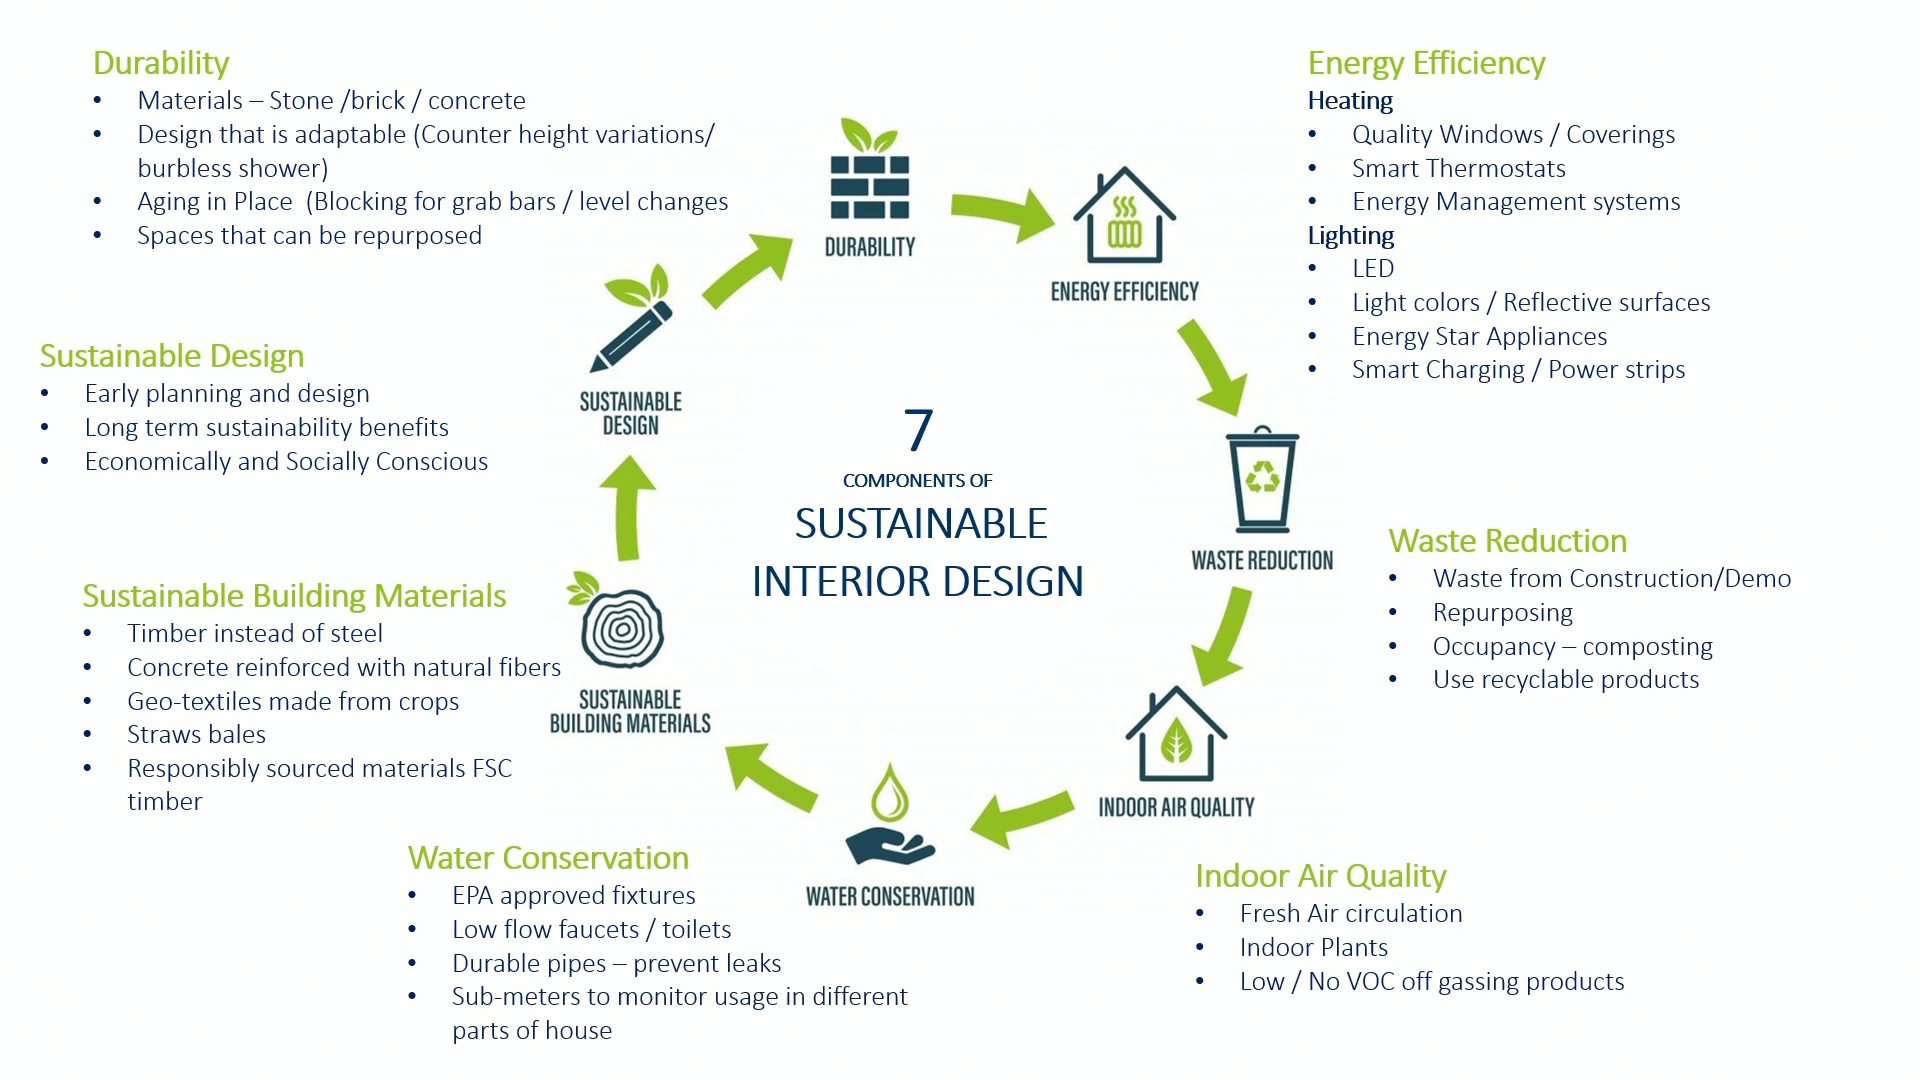 Durability
• Materials – Stone /brick / concrete
• Design that is adaptable (Counter height variations/
burbless shower)
• Aging in Place  (Blocking for grab bars / level changes
• Spaces that can be repurposed
Energy Efficiency
Heating
• Quality Windows / Coverings
• Smart Thermostats
• Energy Management systems
Lighting
• LED
• Light colors / Reflective surfaces
• Energy Star Appliances
• Smart Charging / Power strips
Sustainable Design
• Early planning and design
• Long term sustainability benefits
• Economically and Socially Conscious
Waste Reduction
• Waste from Construction/Demo
• Repurposing
• Occupancy – composting
• Use recyclable products
Sustainable Building Materials
• Timber instead of steel
• Concrete reinforced with natural fibers
• Geo-textiles made from crops
• Straws bales
• Responsibly sourced materials FSC
timber
Water Conservation
• EPA approved fixtures
• Low flow faucets / toilets
• Durable pipes – prevent leaks
• Sub-meters to monitor usage in different
parts of house
Indoor Air Quality
• Fresh Air circulation
• Indoor Plants
• Low / No VOC off gassing products
7
COMPONENTS OF
SUSTAINABLE
INTERIOR DESIGN
DURABILITY
ENERGY EFFICIENCY
WASTE REDUCTION
INDOOR AIR QUALITY
WATER CONSERVATION
SUSTAINABLE
BUILDING MATERIALS
SUSTAINABLE
DESIGN